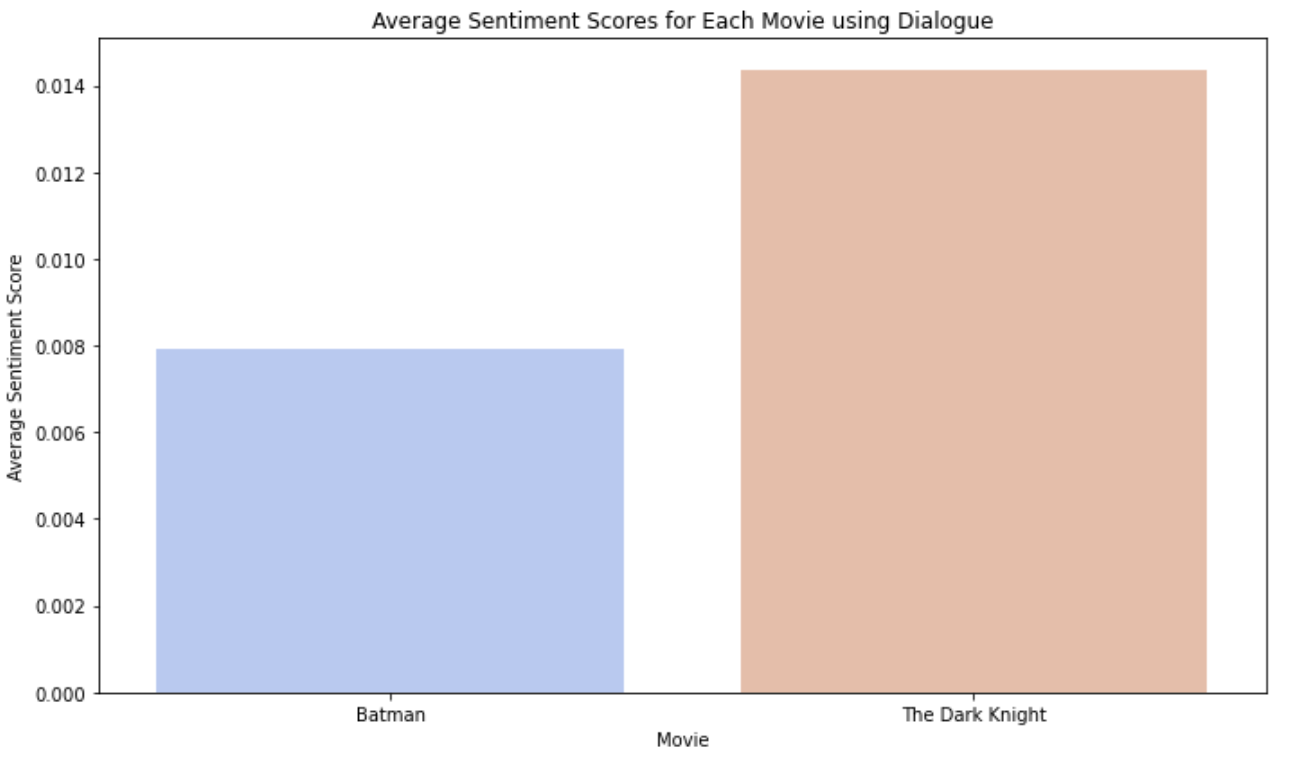 Average Sentiment Scores for Each Movie using Dialogue
Average Sentiment Score
0.014
0.012
0.010
0.008
0.006
0.004
0.002
0.000
Batman
The Dark Knight
Movie